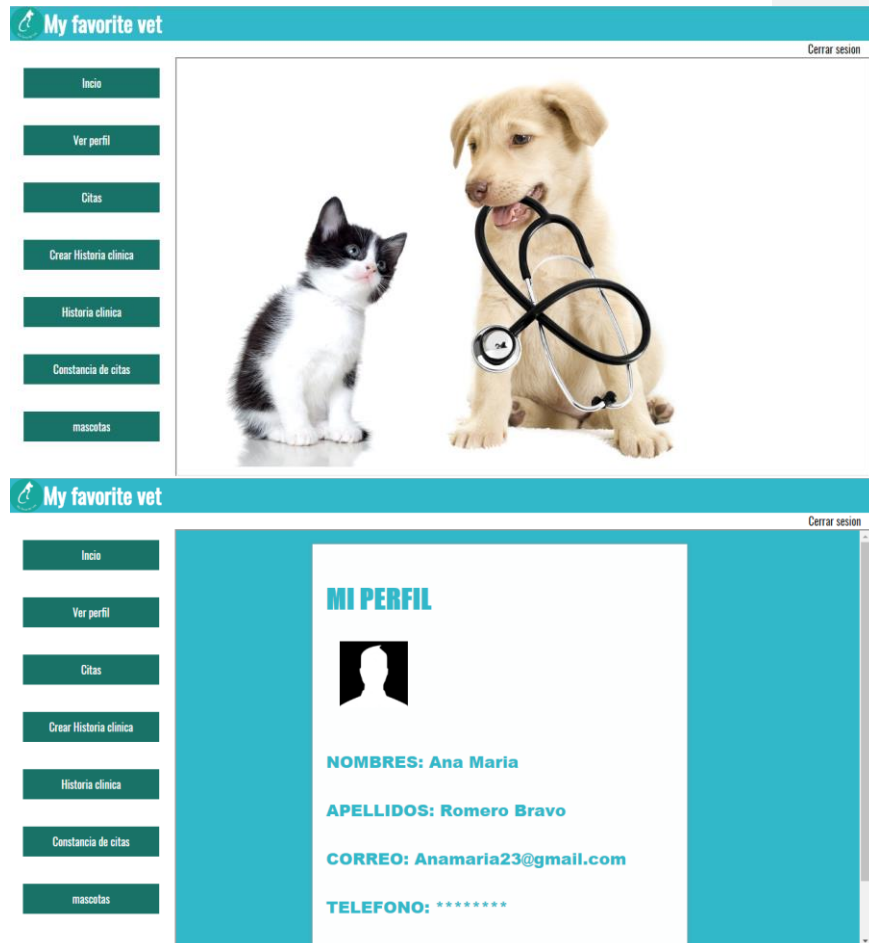 My favorite vet
Cerrar sesion
Incio
Ver perfil
Citas
Crear Historia clinica
Historia clinica
Constancia de citas
mascotas
My favorite vet
Cerrar sesion
Incio
Ver perfil
Citas
Crear Historia clinica
Historia clinica
Constancia de citas
mascotas
MI PERFIL
NOMBRES: Ana Maria
APELLIDOS: Romero Bravo
CORREO: Anamaria23@gmail.com
TELEFONO: ********